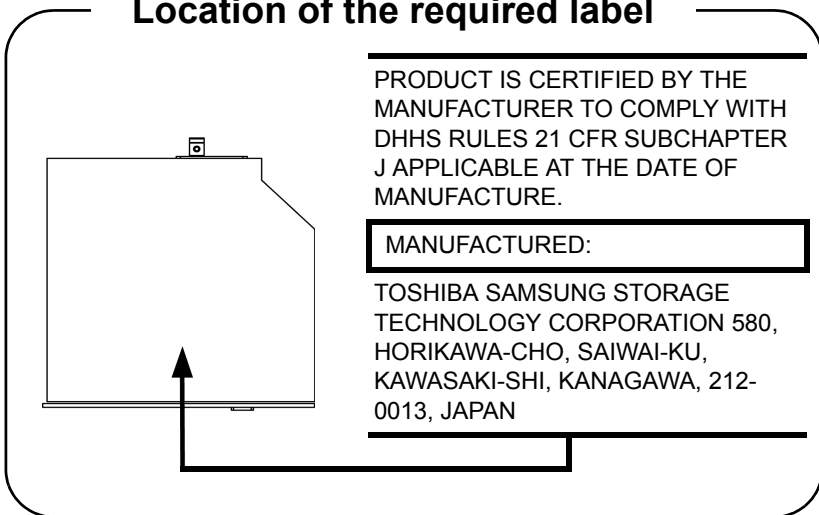 Location of the required label
PRODUCT IS CERTIFIED BY THE
MANUFACTURER TO COMPLY WITH
DHHS RULES 21 CFR SUBCHAPTER
J APPLICABLE AT THE DATE OF
MANUFACTURE.
MANUFACTURED:
TOSHIBA SAMSUNG STORAGE
TECHNOLOGY CORPORATION 580,
HORIKAWA-CHO, SAIWAI-KU,
KAWASAKI-SHI, KANAGAWA, 212-
0013, JAPAN